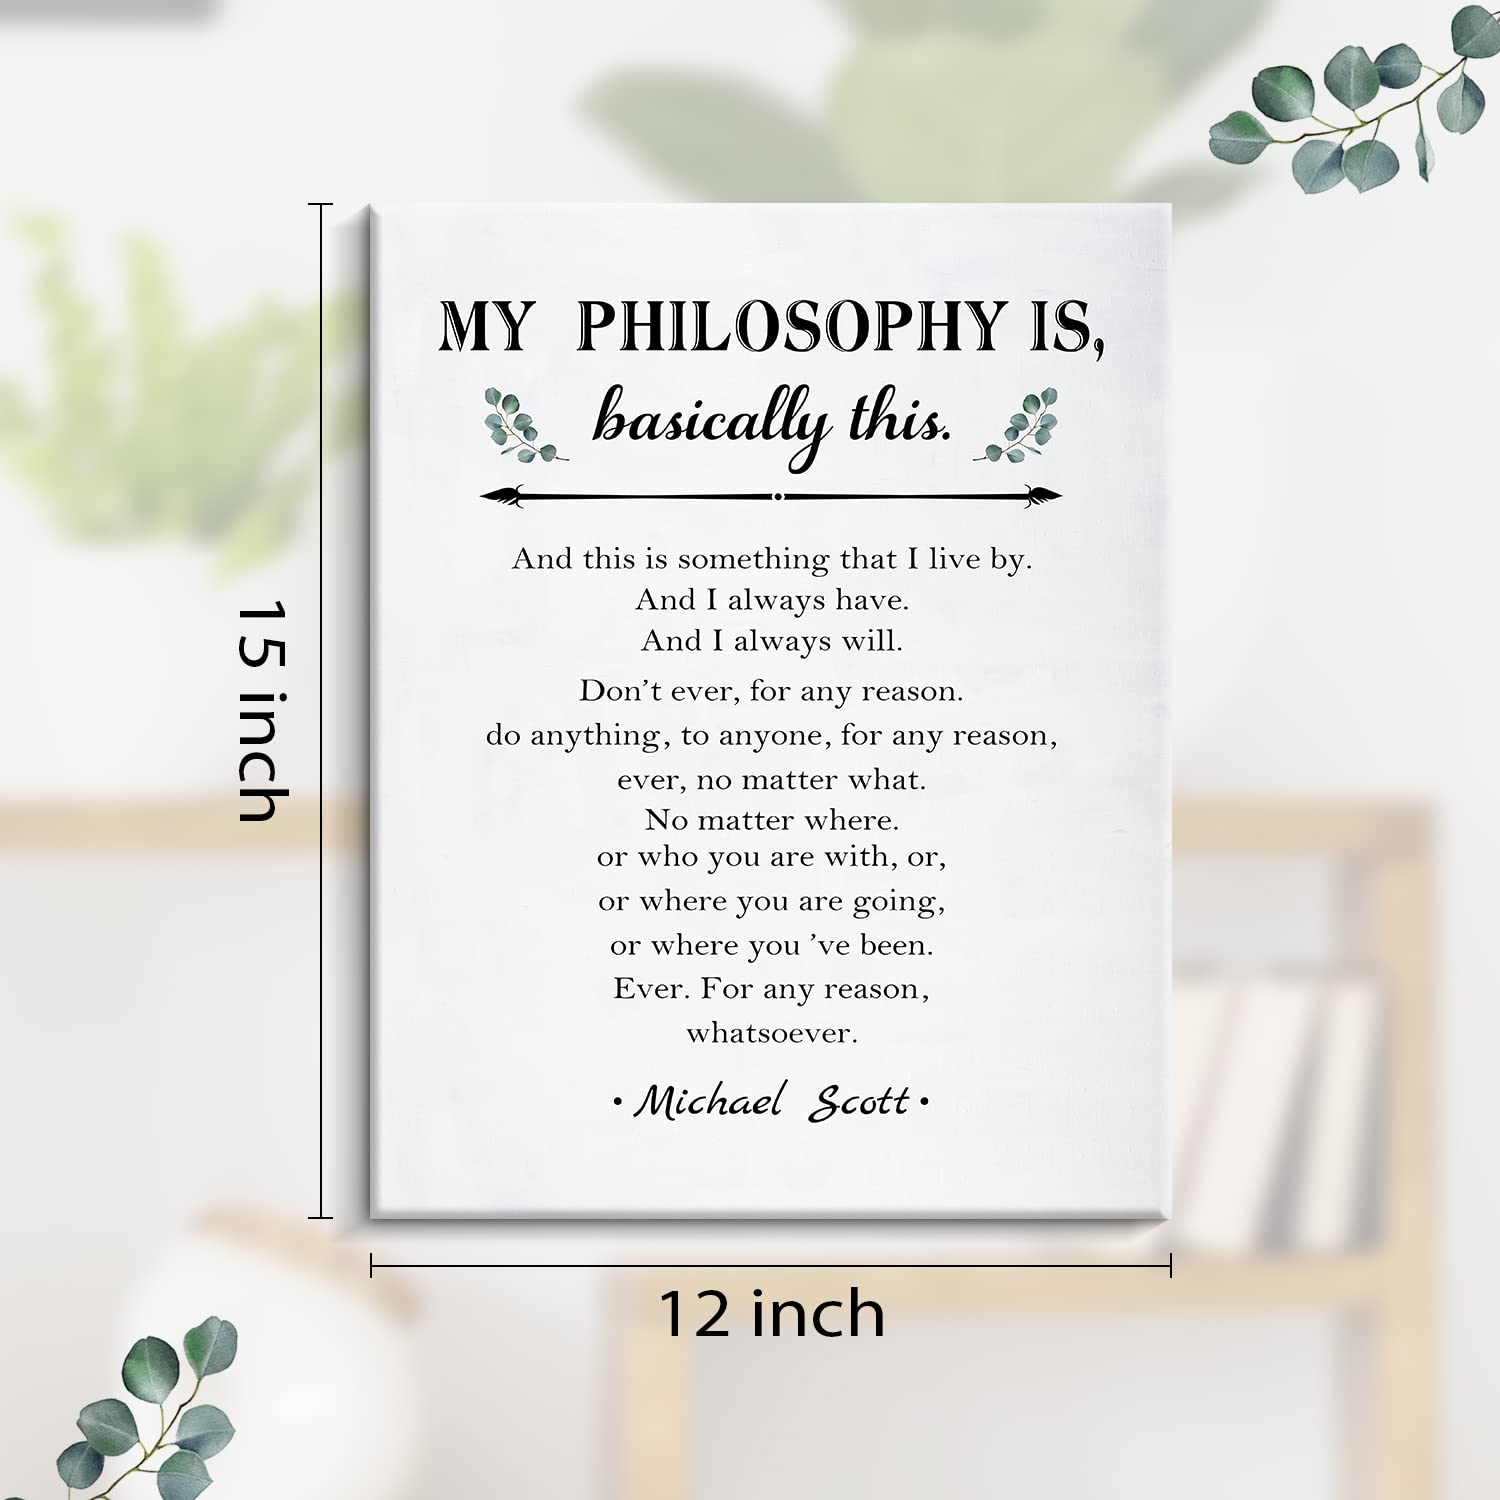 MY PHILOSOPHY IS,
basically this.
And this is something that I live by.
And I always have.
And I always will.
Don't ever, for any reason.
do anything, to anyone, for any reason,
ever, no matter what.
No matter where.
or who you are with, or,
or where you are going,
or where you 've been.
Ever. For any reason,
whatsoever.
• Michael Scott •
15 inch
12 inch